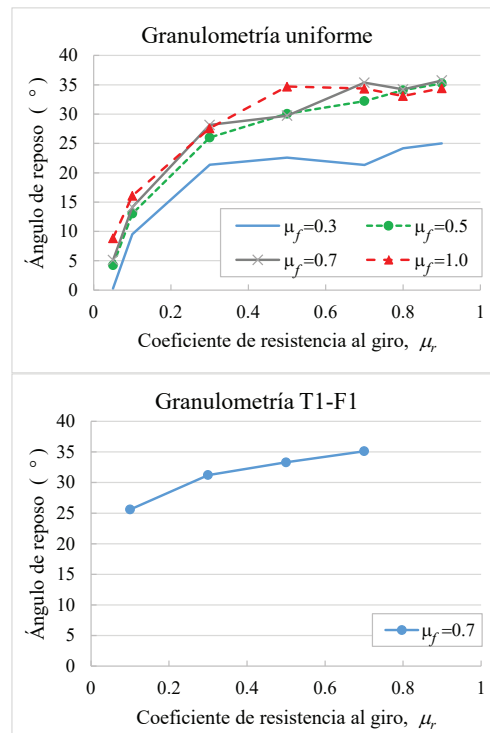 Granulometría uniforme
40
35
30
25
20
15
10
5
0
Ángulo de reposo ( ° )
μf=0.3 μf=0.5
μf=0.7 μf=1.0
0 0.2 0.4 0.6 0.8 1
Coeficiente de resistencia al giro, μr
Granulometría T1-F1
40
35
30
25
20
15
10
5
0
Ángulo de reposo ( ° )
μf=0.7
0 0.2 0.4 0.6 0.8 1
Coeficiente de resistencia al giro, μr